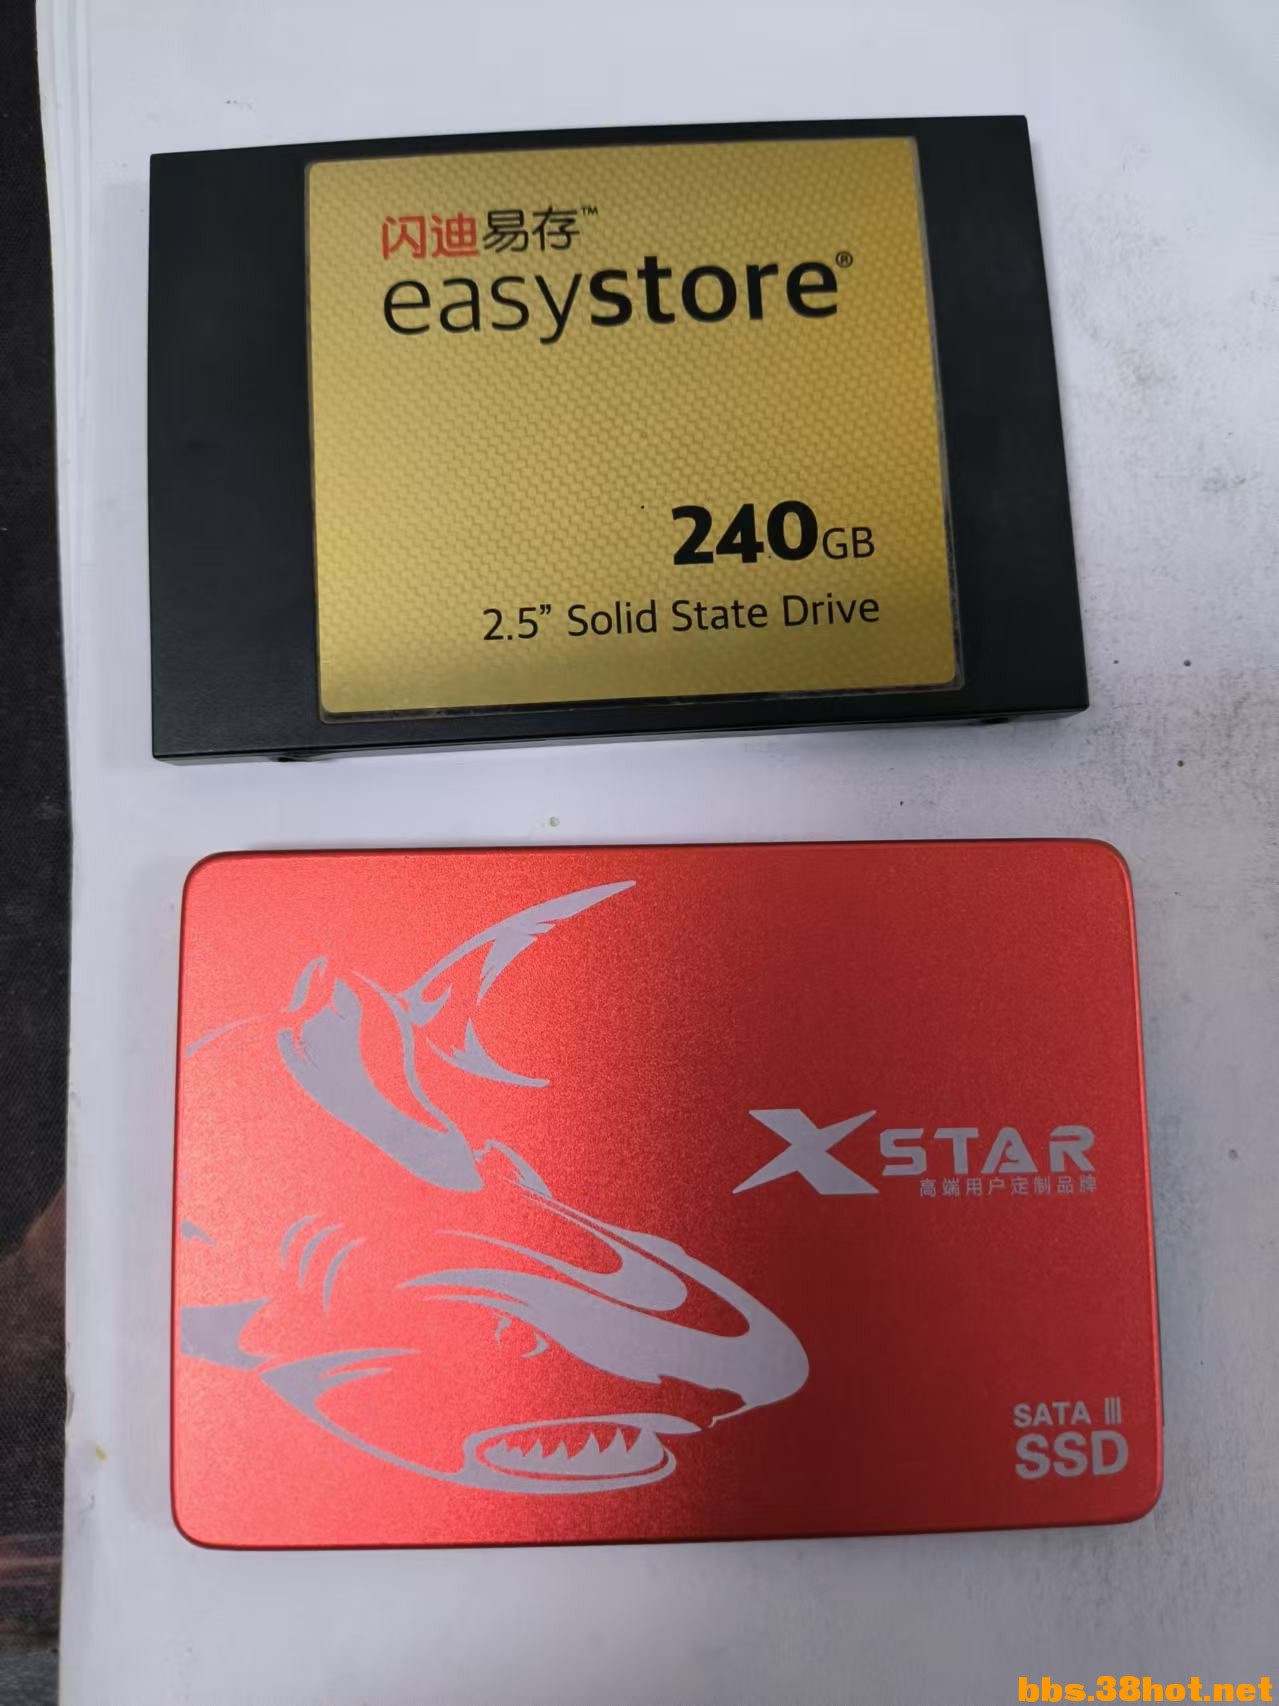 闪迪易存™
easystore®
240GB
2.5” Solid State Drive
XSTAR
高端用户定制品牌
SATA III
SSD
bbs.38hot.net